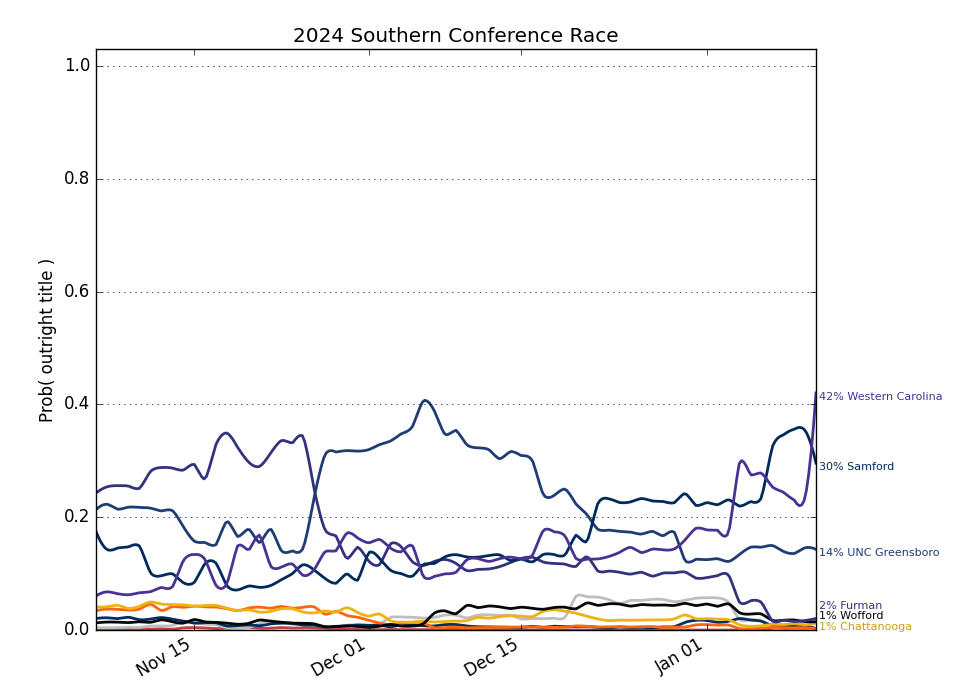 2024 Southern Conference Race
Prob( outright title )
1.0
0.8
0.6
0.4
0.2
0.0
Nov 15
Dec 01
Dec 15
Jan 01
42% Western Carolina
30% Samford
14% UNC Greensboro
2% Furman
1% Wofford
1% Chattanooga